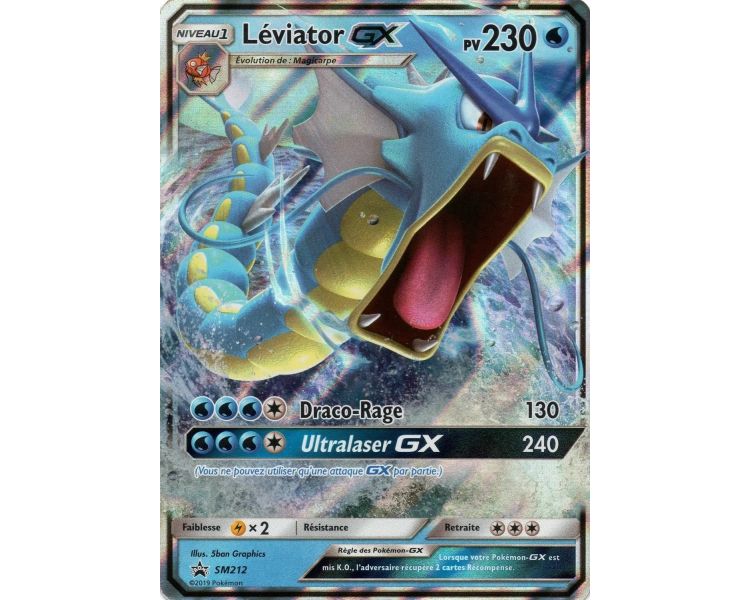 NIVEAU 1
Léviator GX
PV 230
Évolution de : Magicarpe
Draco-Rage 130
Ultralaser GX 240
(Vous ne pouvez utiliser qu'une attaque GX par partie.)
Faiblesse × 2 Résistance Retraite
Illus. 5ban Graphics
SM212
©2019 Pokémon
Règle des Pokémon-GX
Lorsque votre Pokémon-GX est
mis K.O., l'adversaire récupère 2 cartes Récompense.